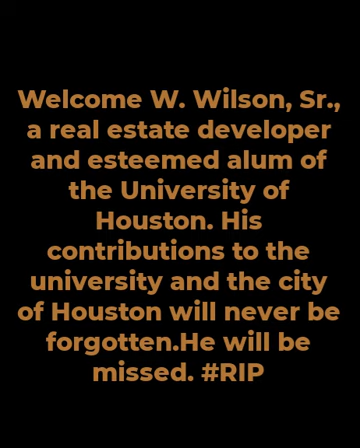 Welcome W. Wilson, Sr.,
a real estate developer
and esteemed alum of
the University of
Houston. His
contributions to the
university and the city
of Houston will never be
forgotten.He will be
missed. #RIP